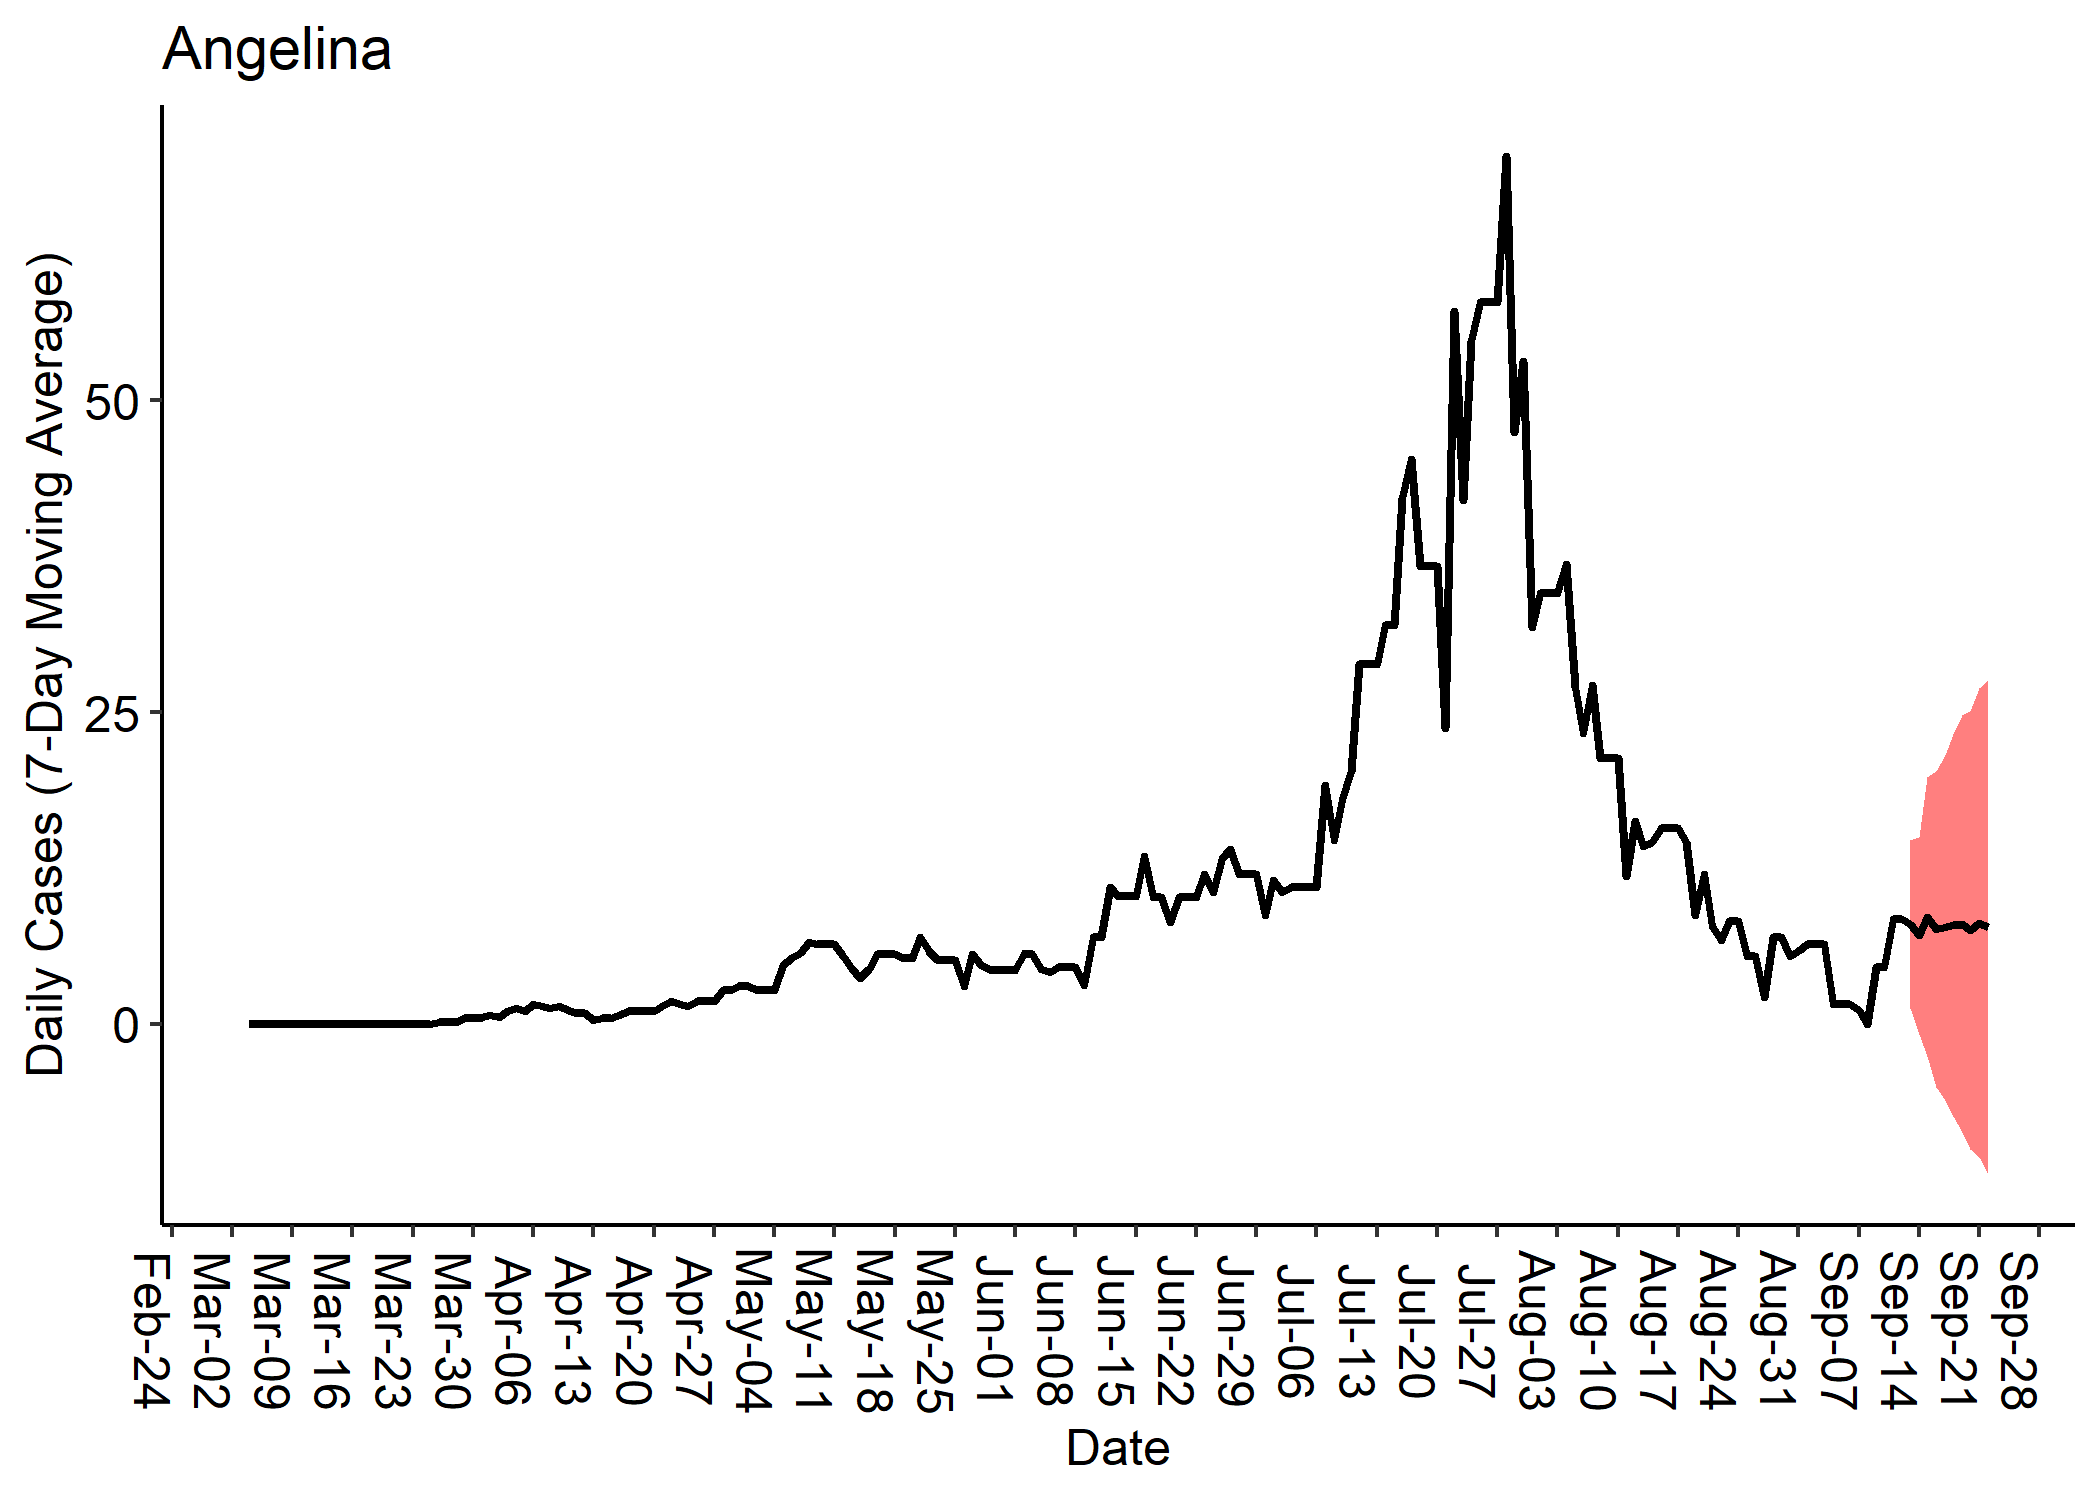 Angelina
Daily Cases (7-Day Moving Average)
50
25
0
Feb-24
Mar-02
Mar-09
Mar-16
Mar-23
Mar-30
Apr-06
Apr-13
Apr-20
Apr-27
May-04
May-11
May-18
May-25
Jun-01
Jun-08
Jun-15
Jun-22
Jun-29
Jul-06
Jul-13
Jul-20
Jul-27
Aug-03
Aug-10
Aug-17
Aug-24
Aug-31
Sep-07
Sep-14
Sep-21
Sep-28
Date